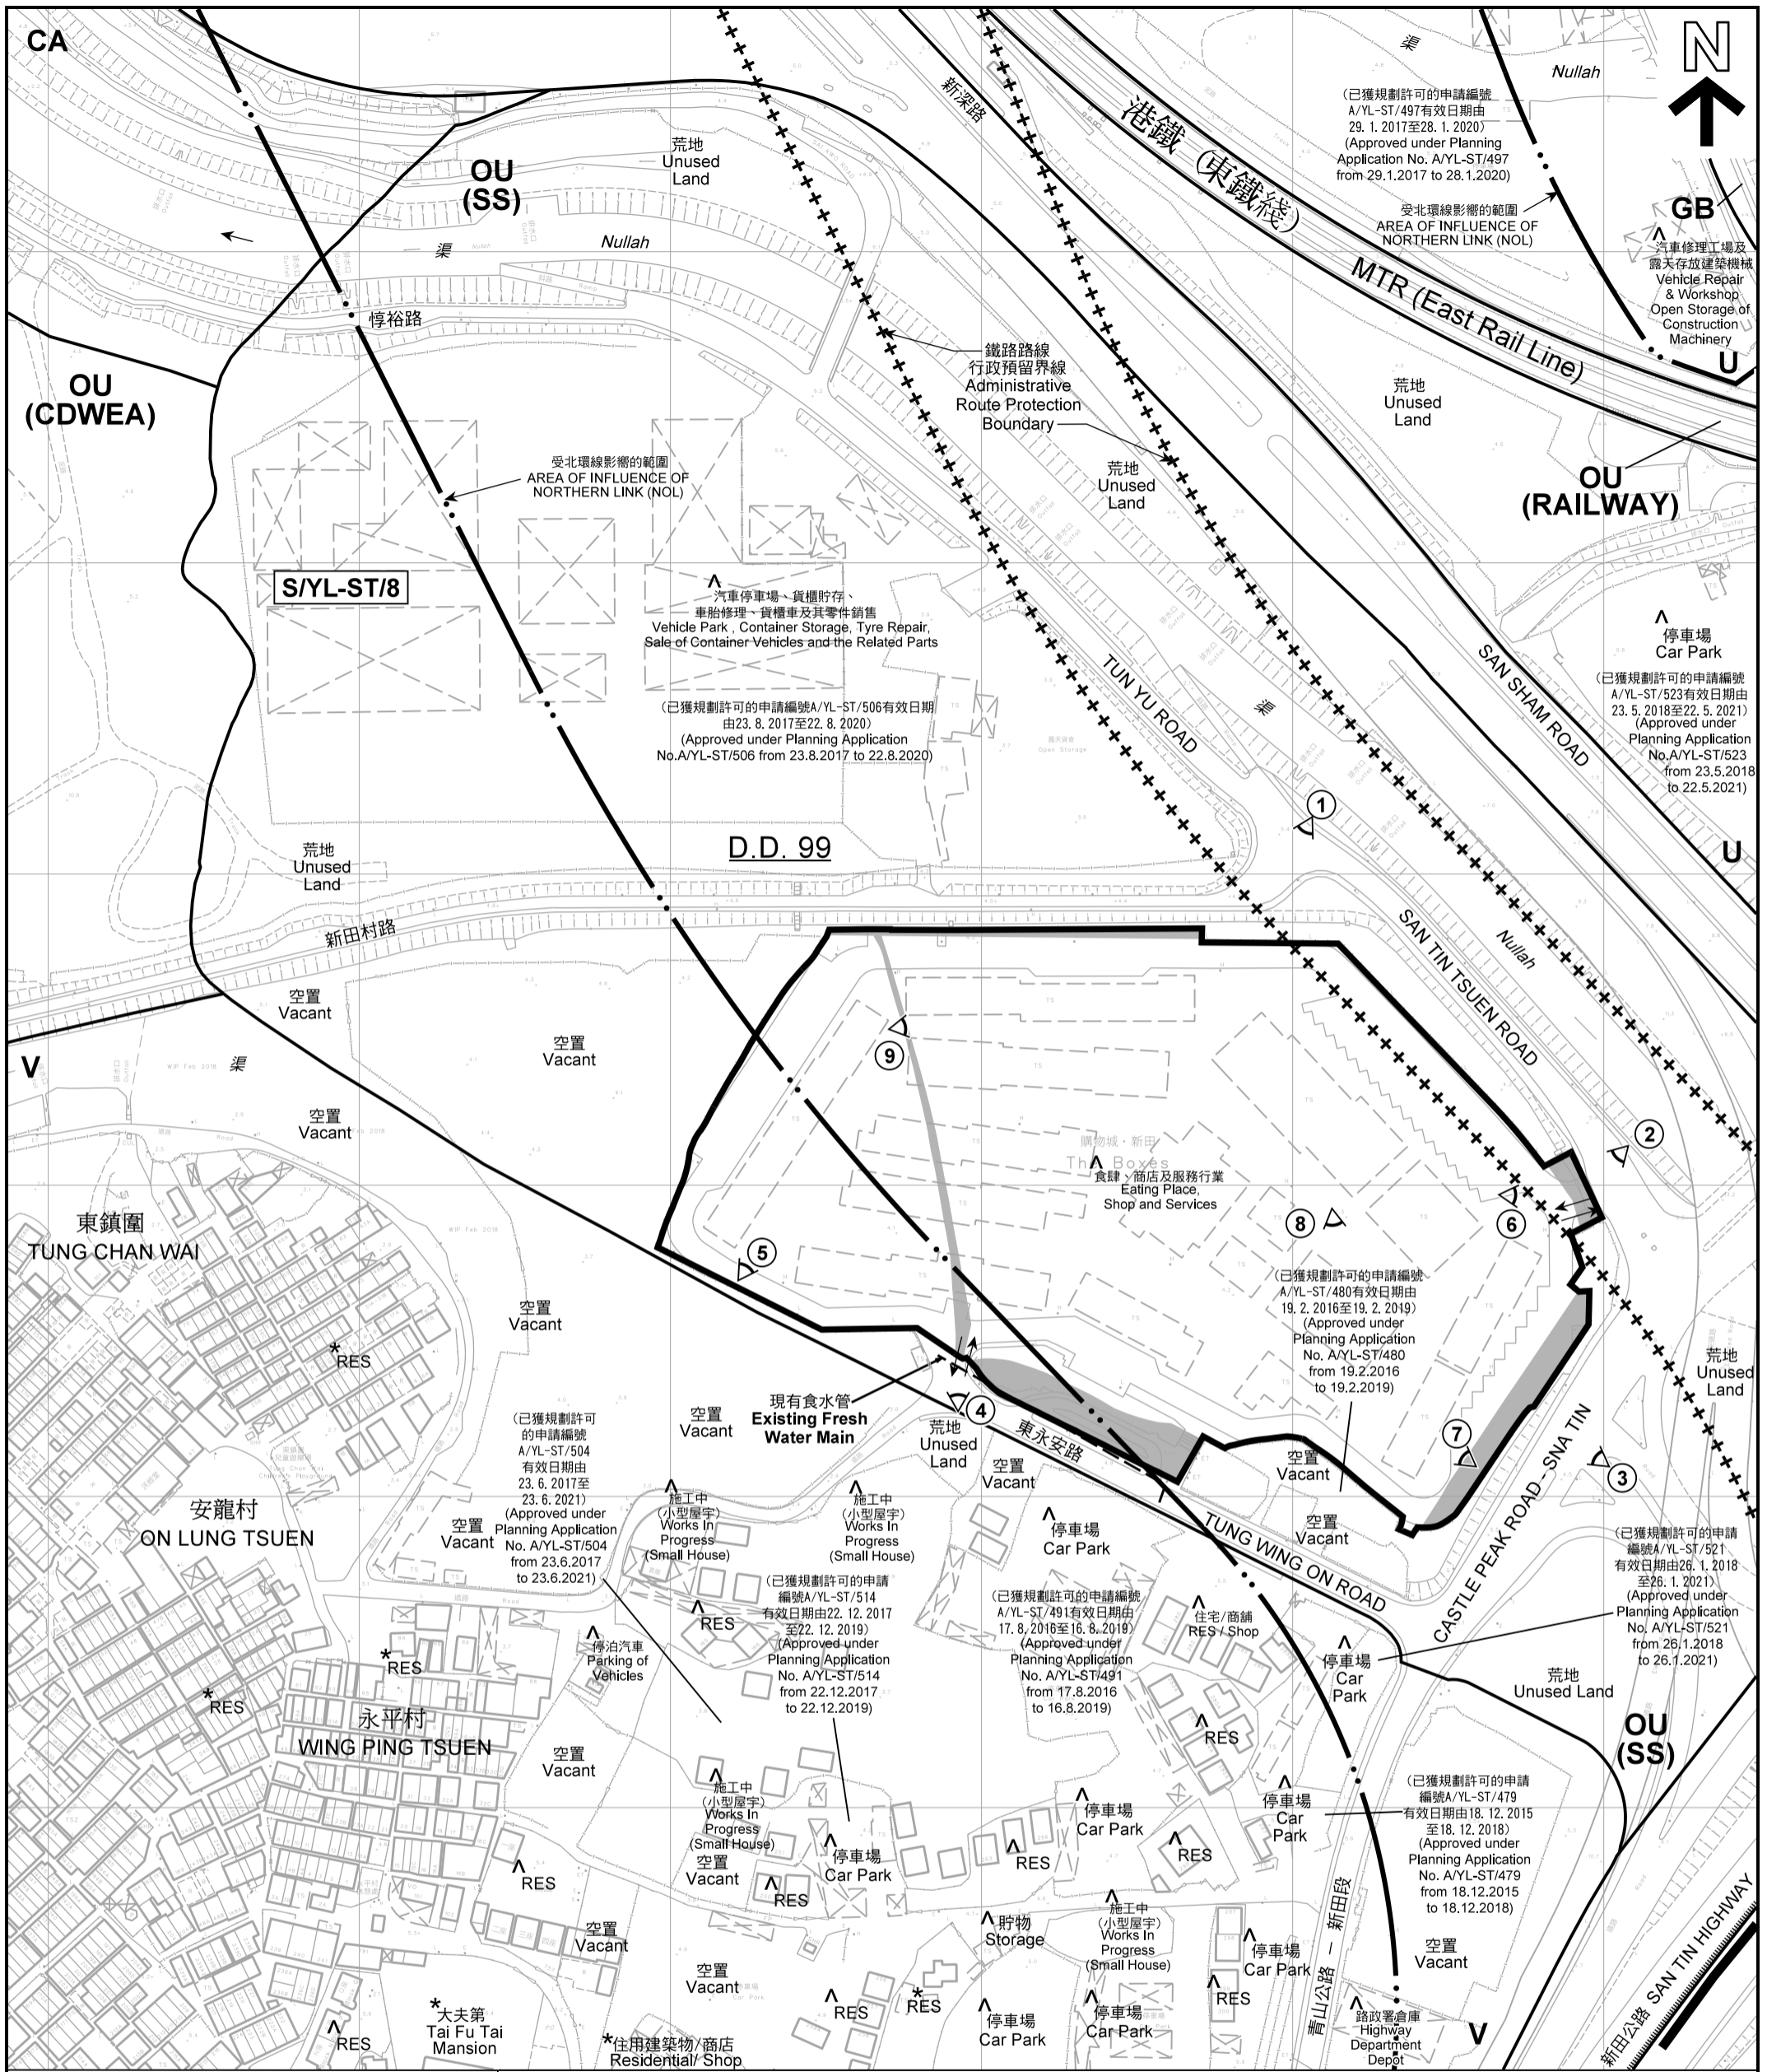 CA
N
新深路
港鐵 (東鐵綫)
MTR (East Rail Line)
渠
Nullah
(已獲規劃許可的申請編號
A/YL-ST/497有效日期由
29.1.2017至28.1.2020)
(Approved under Planning
Application No. A/YL-ST/497
from 29.1.2017 to 28.1.2020)
受北環線影響的範圍
AREA OF INFLUENCE OF
NORTHERN LINK (NOL)
GB
汽車修理工場及
露天存放建築機械
Vehicle Repair
& Workshop
Open Storage of
Construction
Machinery
U
OU
(SS)
荒地
Unused
Land
渠
Nullah
惇裕路
OU
(CDWEA)
鐵路路線
行政預留界線
Administrative
Route Protection
Boundary
荒地
Unused
Land
荒地
Unused
Land
OU
(RAILWAY)
受北環線影響的範圍
AREA OF INFLUENCE OF
NORTHERN LINK (NOL)
S/YL-ST/8
^
汽車停車場、貨櫃貯存、
車胎修理、貨櫃車及其零件銷售
Vehicle Park , Container Storage, Tyre Repair,
Sale of Container Vehicles and the Related Parts
(已獲規劃許可的申請編號A/YL-ST/506有效日期
由23.8.2017至22.8.2020)
(Approved under Planning Application
No.A/YL-ST/506 from 23.8.2017 to 22.8.2020)
露天貨倉
Open Storage
TUN YU ROAD
渠
SAN SHAM ROAD
^
停車場
Car Park
(已獲規劃許可的申請編號
A/YL-ST/523有效日期由
23.5.2018至22.5.2021)
(Approved under
Planning Application
No.A/YL-ST/523
from 23.5.2018
to 22.5.2021)
U
1
D.D. 99
荒地
Unused
Land
新田村路
SAN TIN TSUEN ROAD
Nullah
2
空置
Vacant
空置
Vacant
V
渠
WIP Feb 2018
空置
Vacant
9
購物城．新田
The Boxes
^
食肆、商店及服務行業
Eating Place,
Shop and Services
8
6
東鎮圍
TUNG CHAN WAI
WIP Feb 2018
5
空置
Vacant
*RES
(已獲規劃許可的申請編號
A/YL-ST/480有效日期由
19.2.2016至19.2.2019)
(Approved under
Planning Application
No. A/YL-ST/480
from 19.2.2016
to 19.2.2019)
荒地
Unused
Land
現有食水管
Existing Fresh
Water Main
4
東永安路
空置
Vacant
荒地
Unused
Land
空置
Vacant
空置
Vacant
7
3
空置
Vacant
TUNG WING ON ROAD
CASTLE PEAK ROAD - SNA TIN
(已獲規劃許可
的申請編號
A/YL-ST/504
有效日期由
23.6.2017至
23.6.2021)
(Approved under
Planning Application
No. A/YL-ST/504
from 23.6.2017
to 23.6.2021)
安龍村
ON LUNG TSUEN
空置
Vacant
^
施工中
(小型屋宇)
Works In
Progress
(Small House)
^
施工中
(小型屋宇)
Works In
Progress
(Small House)
^
停車場
Car Park
(已獲規劃許可的申請
編號A/YL-ST/521
有效日期由26.1.2018
至26.1.2021)
(Approved under
Planning Application
No. A/YL-ST/521
from 26.1.2018
to 26.1.2021)
(已獲規劃許可的申請
編號A/YL-ST/514
有效日期由22.12.2017
至22.12.2019)
(Approved under
Planning Application
No. A/YL-ST/514
from 22.12.2017
to 22.12.2019)
(已獲規劃許可的申請編號
A/YL-ST/491有效日期由
17.8.2016至16.8.2019)
(Approved under
Planning Application
No. A/YL-ST/491
from 17.8.2016
to 16.8.2019)
^
RES
^
住宅/商舖
RES / Shop
^
停車場
Car
Park
^
停泊汽車
Parking of
Vehicles
*RES
*RES
荒地
Unused Land
永平村
WING PING TSUEN
空置
Vacant
^
RES
OU
(SS)
^
施工中
(小型屋宇)
Works In
Progress
(Small House)
^
停車場
Car Park
^
停車場
Car
Park
(已獲規劃許可的申請
編號A/YL-ST/479
有效日期由18.12.2015
至18.12.2018)
(Approved under
Planning Application
No. A/YL-ST/479
from 18.12.2015
to 18.12.2018)
空置
Vacant
^
停車場
Car Park
^
RES
^
RES
^
RES
^
RES
空置
Vacant
^
貯物
Storage
^
施工中
(小型屋宇)
Works In
Progress
(Small House)
^
停車場
Car Park
青山公路 － 新田段
空置
Vacant
空置
Vacant
^
RES
*
RES
^
停車場
Car Park
^
停車場
Car Park
^
RES
^
路政署倉庫
Highway
Department
Depot
V
新田公路 SAN TIN HIGHWAY
^
RES
*大夫第
Tai Fu Tai
Mansion
*住用建築物/商店
Residential/ Shop